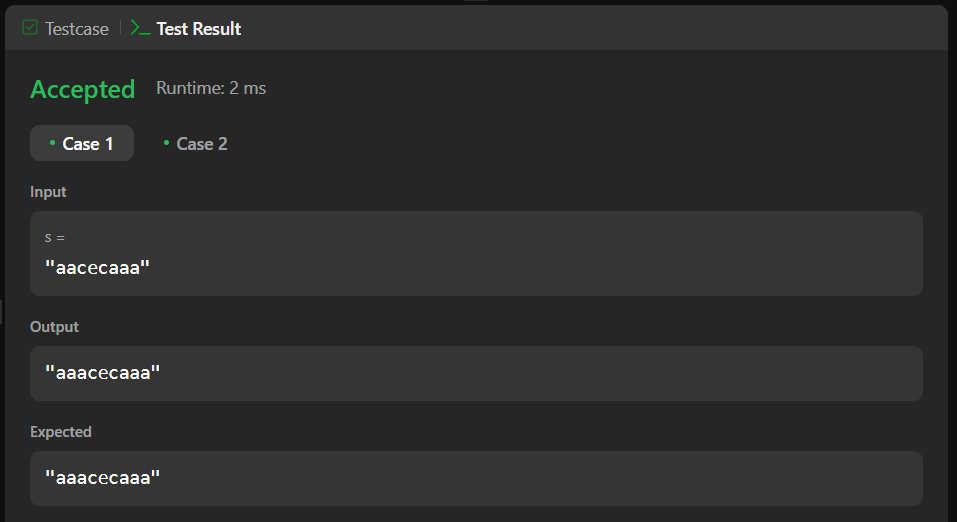 Testcase | >_ Test Result
Accepted Runtime: 2 ms
• Case 1 • Case 2
Input
s =
"aacecaaa"
Output
"aaacecaaa"
Expected
"aaacecaaa"